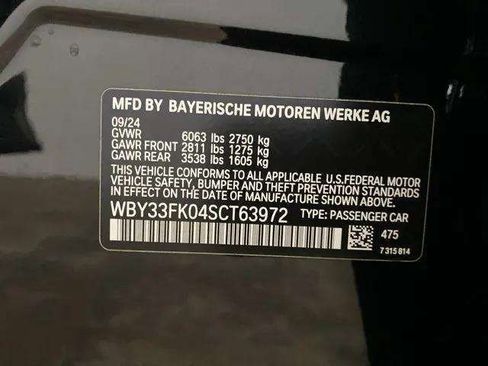 MFD BY BAYERISCHE MOTOREN WERKE AG
09/24
GVWR 6063 lbs 2750 kg
GAWR FRONT 2811 lbs 1275 kg
GAWR REAR 3538 lbs 1605 kg
THIS VEHICLE CONFORMS TO ALL APPLICABLE U.S.FEDERAL MOTOR
VEHICLE SAFETY, BUMPER AND THEFT PREVENTION STANDARDS
IN EFFECT ON THE DATE OF MANUFACTURE SHOWN ABOVE.
WBY33FK04SCT63972 TYPE: PASSENGER CAR
475
7 315 814